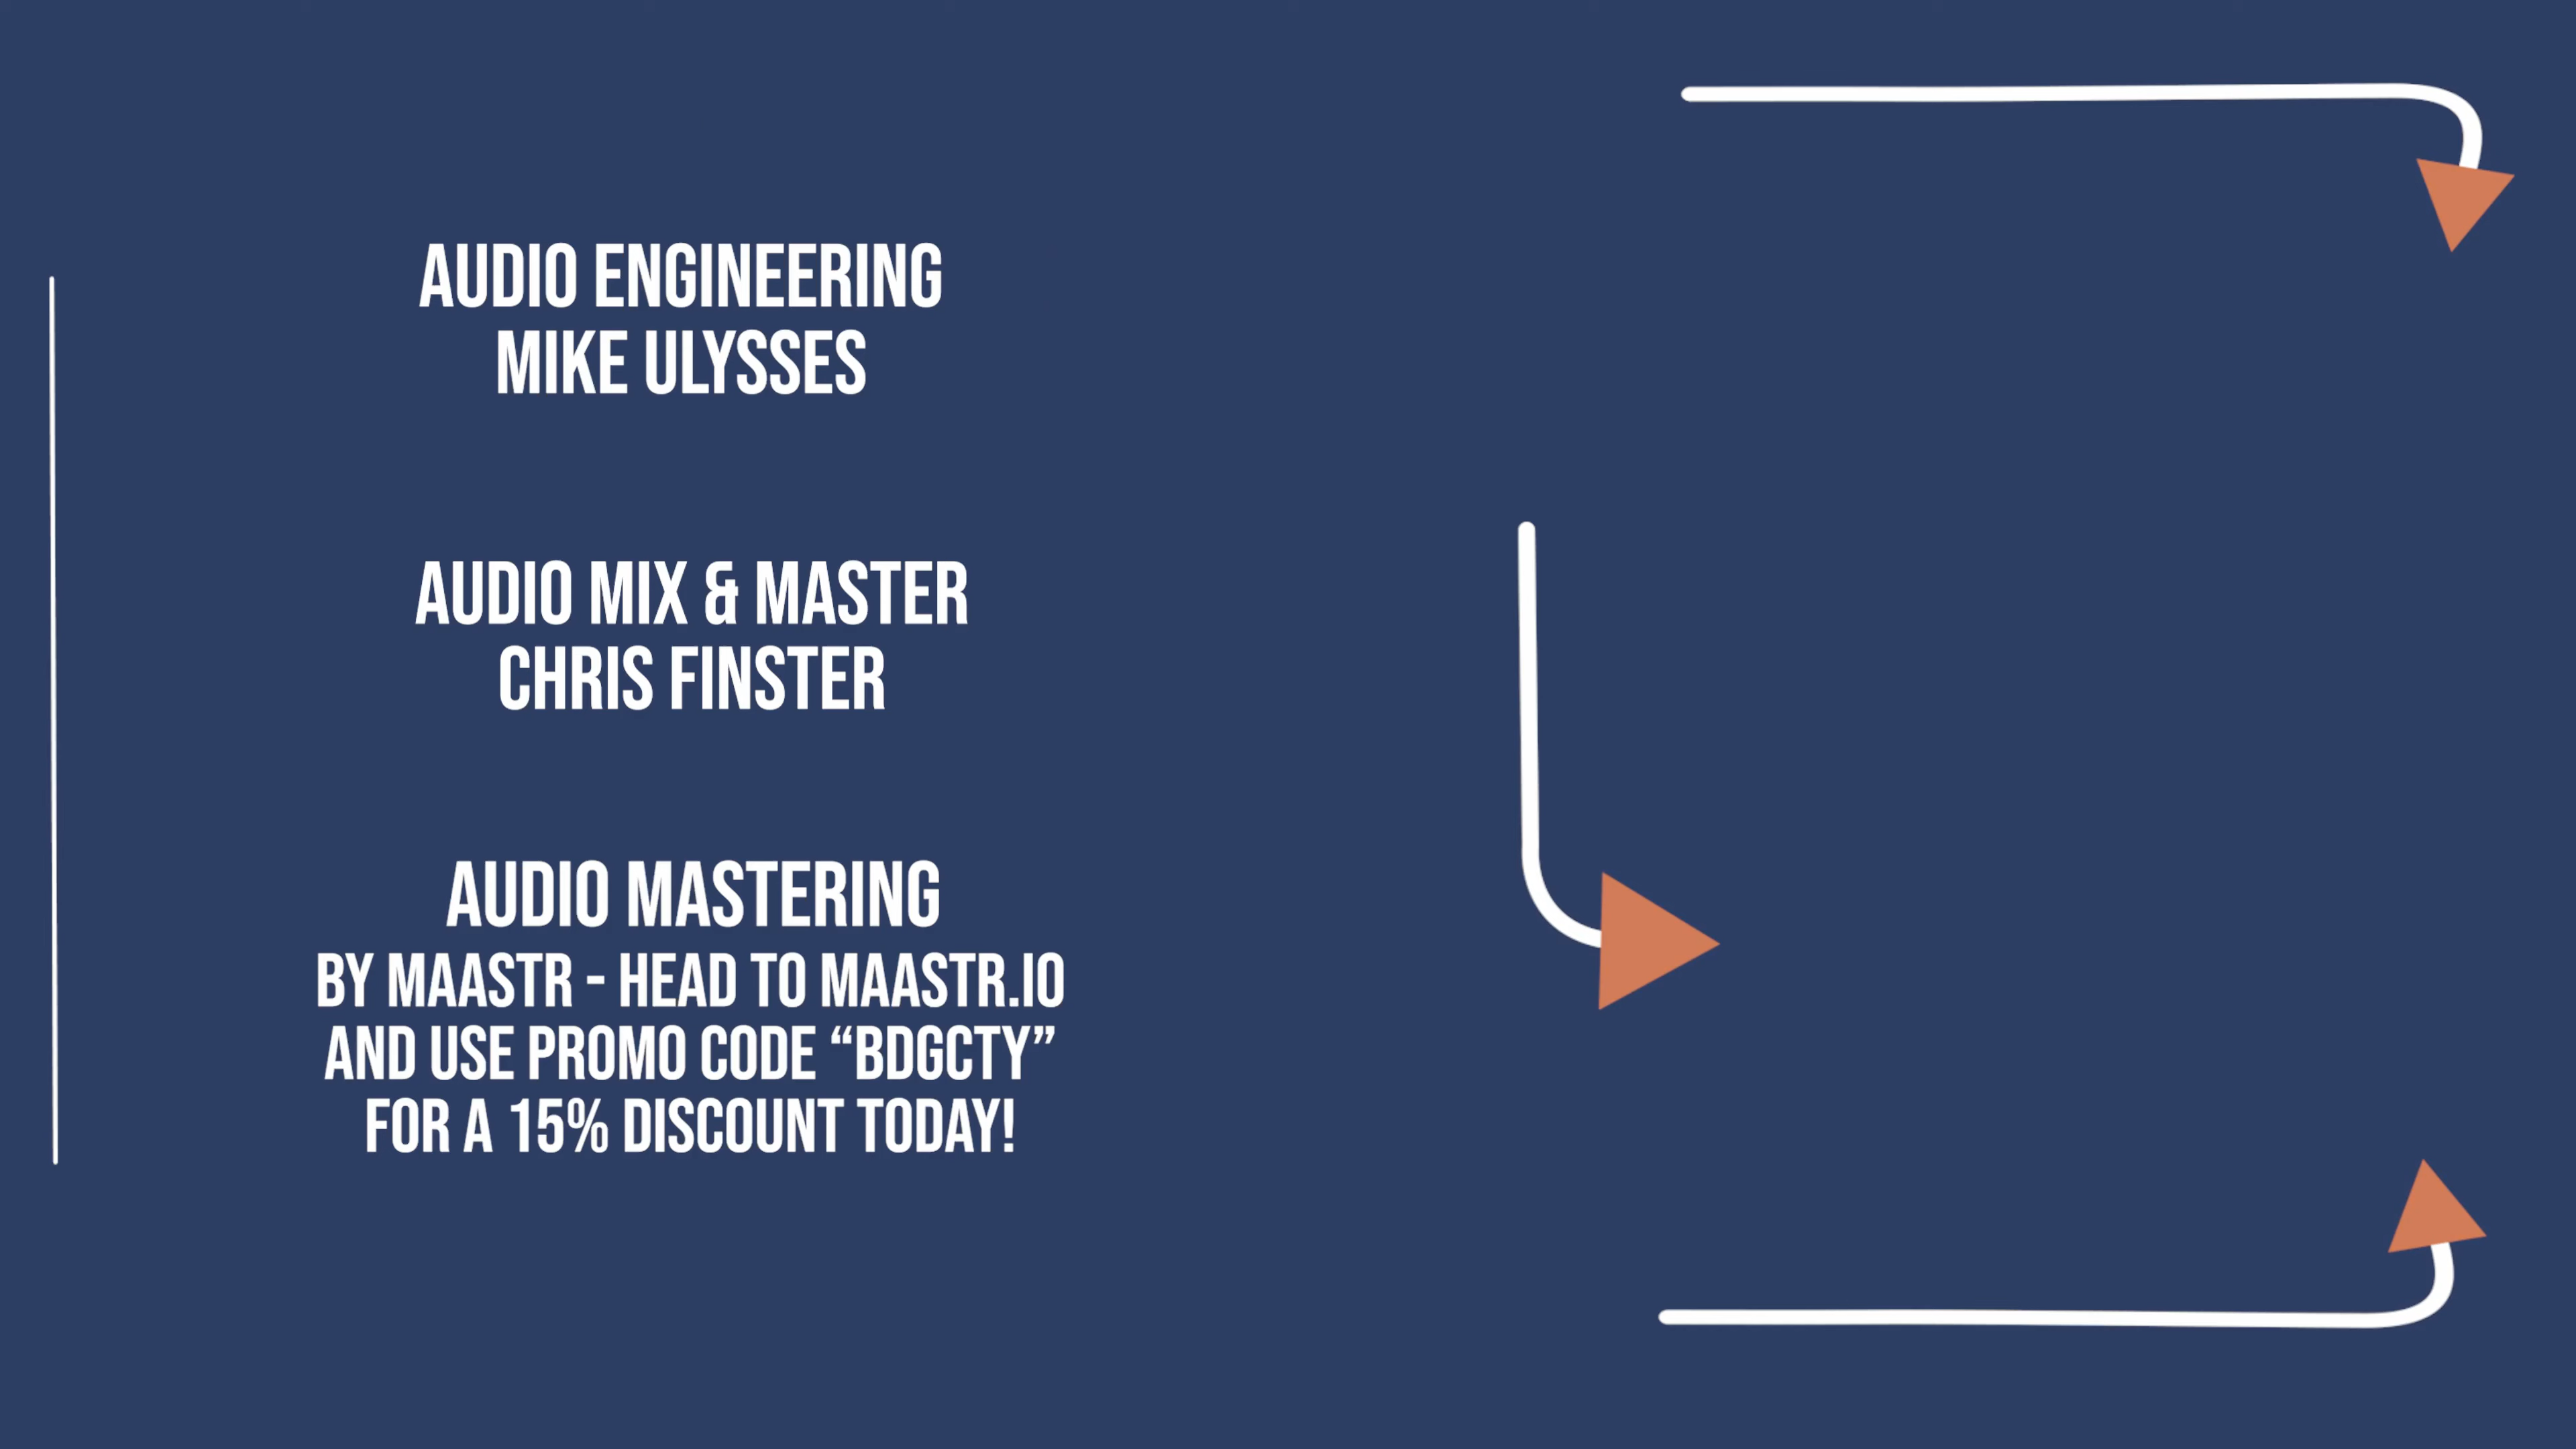 AUDIO ENGINEERING
MIKE ULYSSES
AUDIO MIX & MASTER
CHRIS FINSTER
AUDIO MASTERING
BY MAASTR - HEAD TO MAASTR.IO
AND USE PROMO CODE “BDGCTY”
FOR A 15% DISCOUNT TODAY!